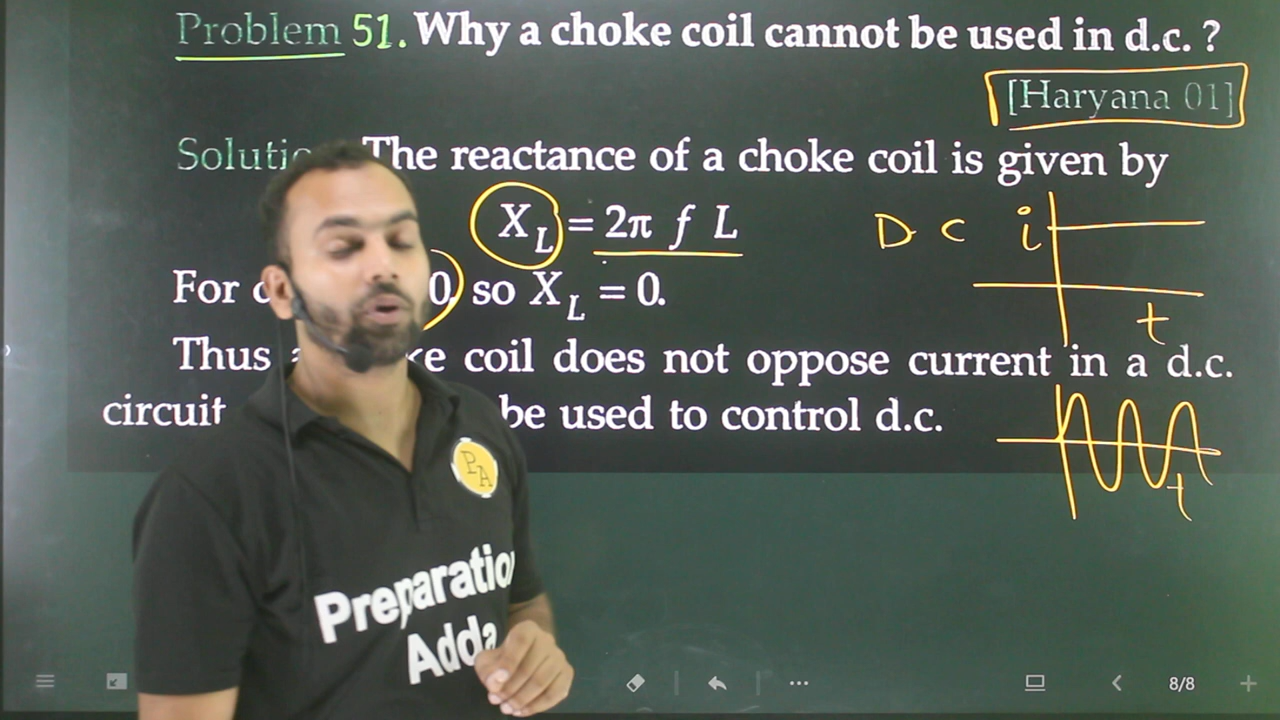 Problem 51. Why a choke coil cannot be used in d.c. ?
[Haryana 01]
The reactance of a choke coil is given by
X_L = 2π f L
D C i
t
For 0, so X_L = 0.
Thus coil does not oppose current in a d.c.
circuit be used to control d.c.
t
PA
Preparation
Adda
8/8